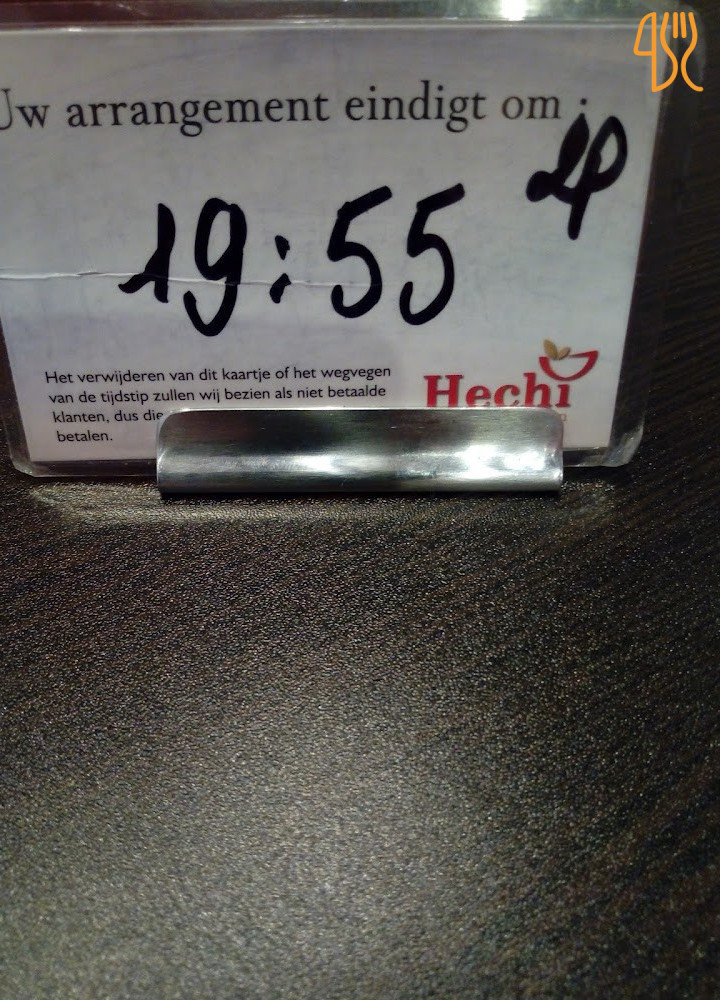 Uw arrangement eindigt om :
19:55
2p
Het verwijderen van dit kaartje of het wegvegen
van de tijdstip zullen wij bezien als niet betaalde
klanten, dus die
betalen.
Hechi